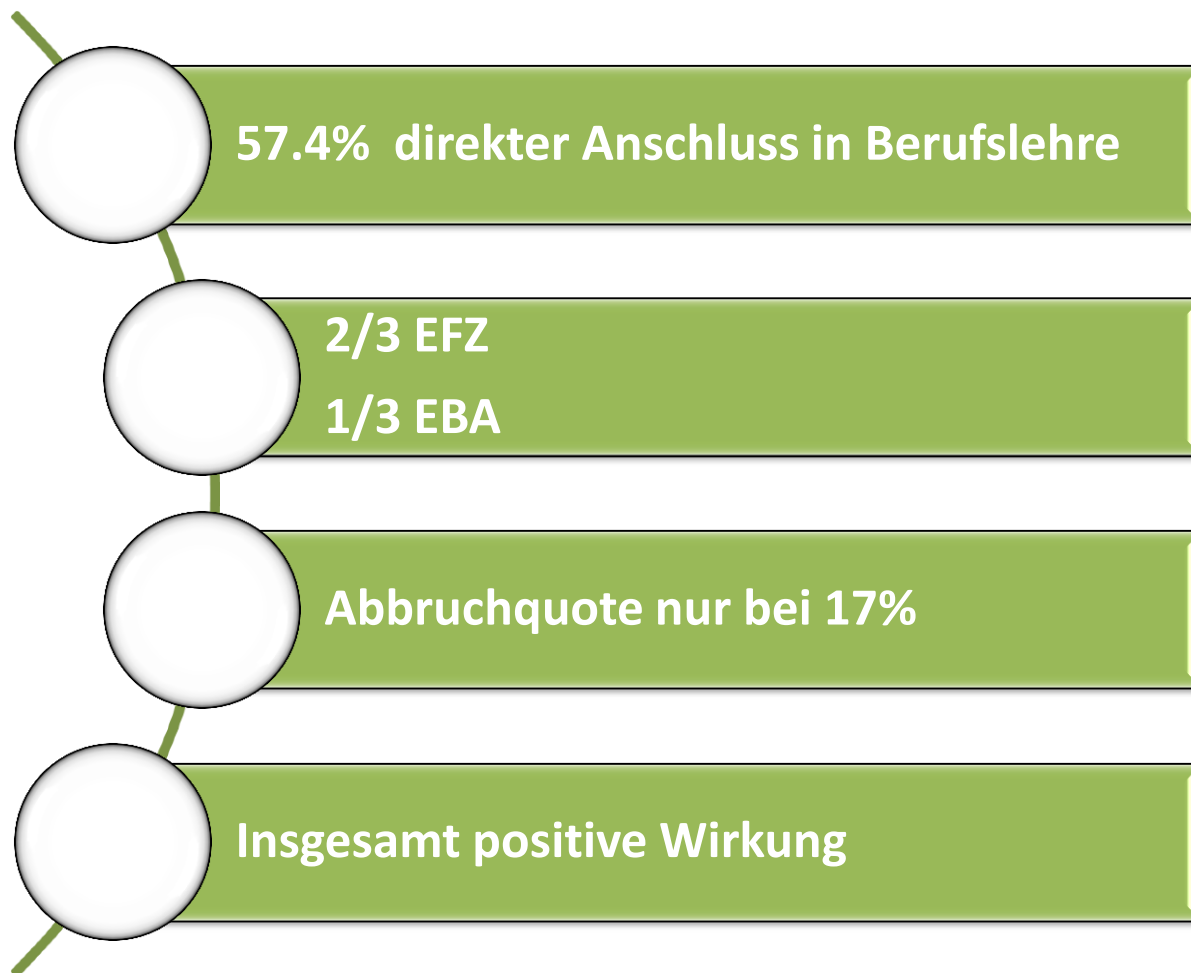 57.4% direkter Anschluss in Berufslehre
2/3 EFZ
1/3 EBA
Abbruchquote nur bei 17%
Insgesamt positive Wirkung